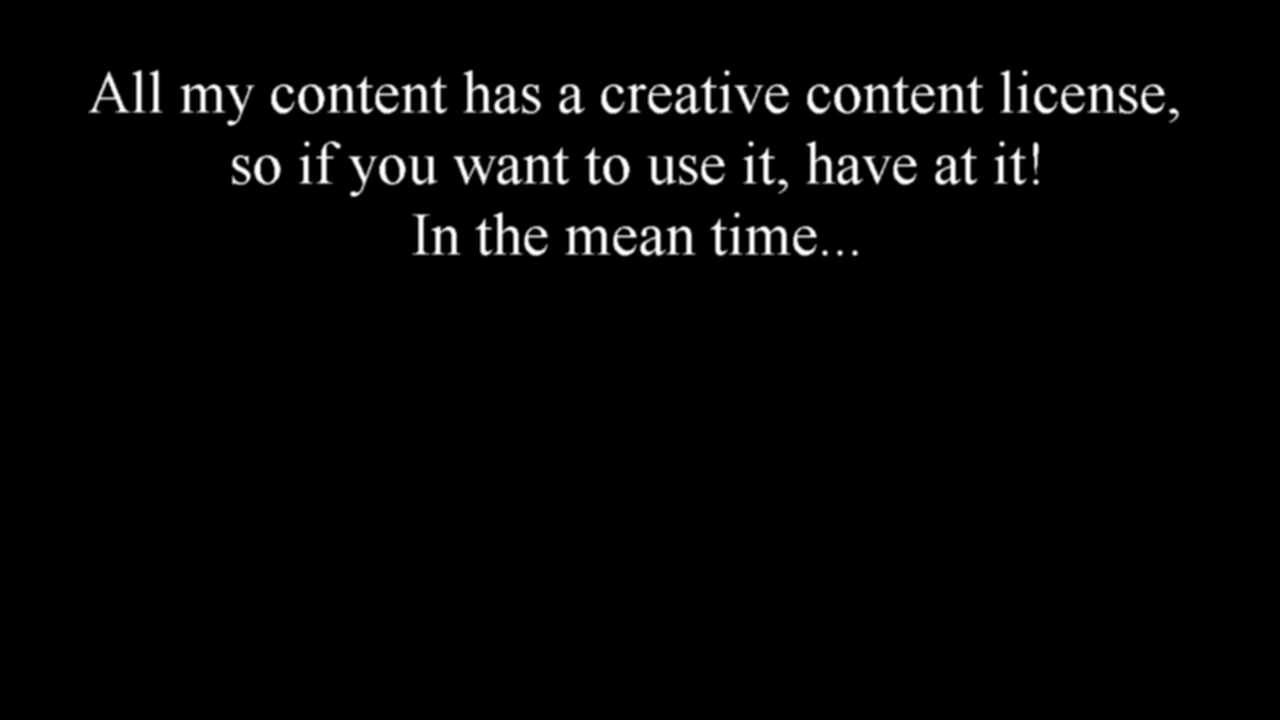 All my content has a creative content license,
so if you want to use it, have at it!
In the mean time...